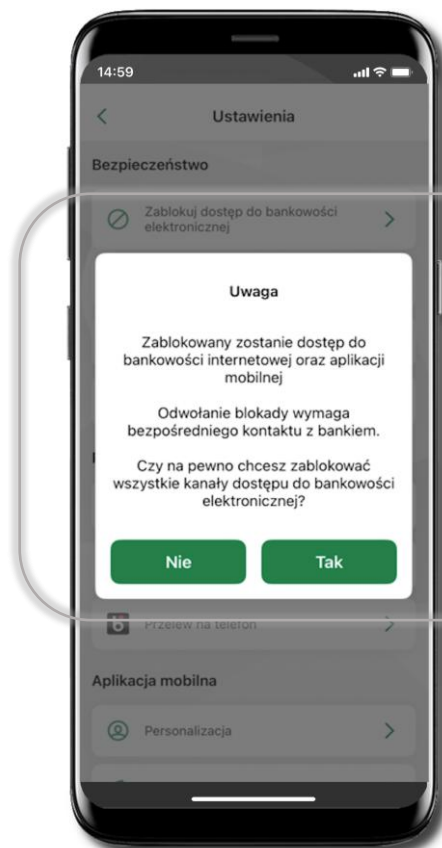 14:59
Ustawienia
Bezpieczeństwo
Zablokuj dostęp do bankowości
elektronicznej
Uwaga
Zablokowany zostanie dostęp do
bankowości internetowej oraz aplikacji
mobilnej
Odwołanie blokady wymaga
bezpośredniego kontaktu z bankiem.
Czy na pewno chcesz zablokować
wszystkie kanały dostępu do bankowości
elektronicznej?
Nie
Tak
Przelew na telefon
Aplikacja mobilna
Personalizacja